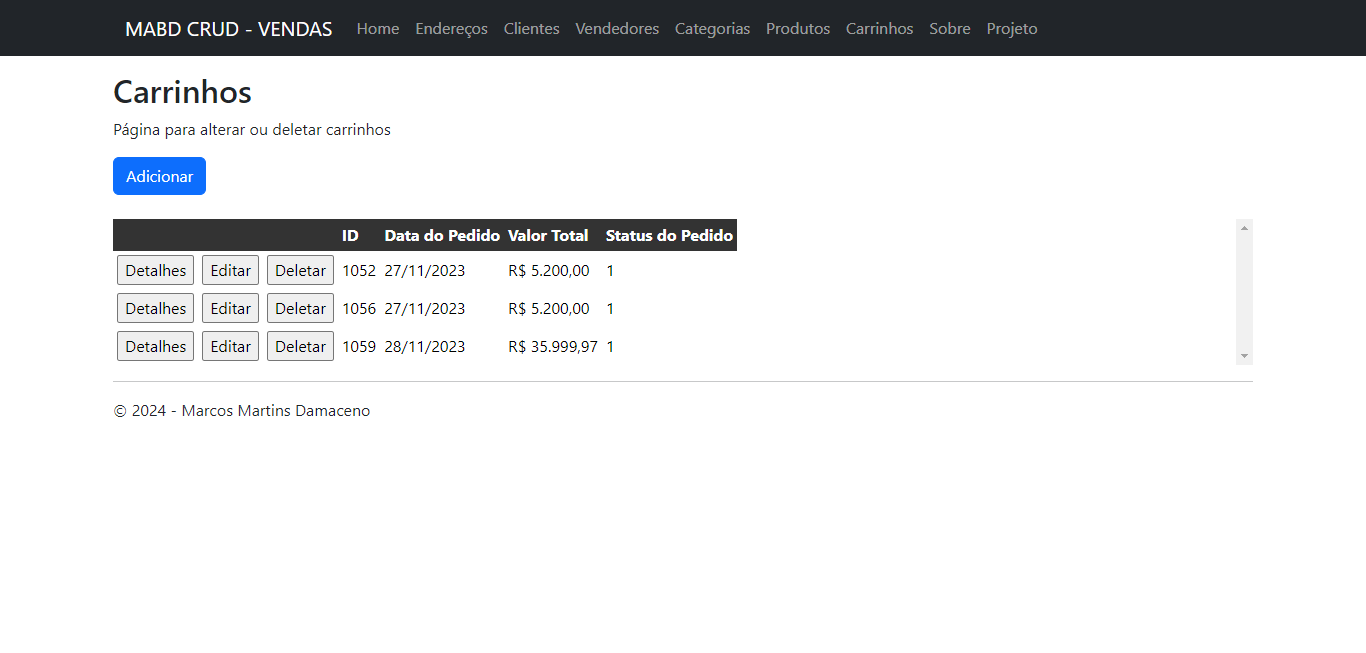 MABD CRUD - VENDAS Home Endereços Clientes Vendedores Categorias Produtos Carrinhos Sobre Projeto
Carrinhos
Página para alterar ou deletar carrinhos
Adicionar
ID Data do Pedido Valor Total Status do Pedido
Detalhes Editar Deletar 1052 27/11/2023 R$ 5.200,00 1
Detalhes Editar Deletar 1056 27/11/2023 R$ 5.200,00 1
Detalhes Editar Deletar 1059 28/11/2023 R$ 35.999,97 1
© 2024 - Marcos Martins Damaceno